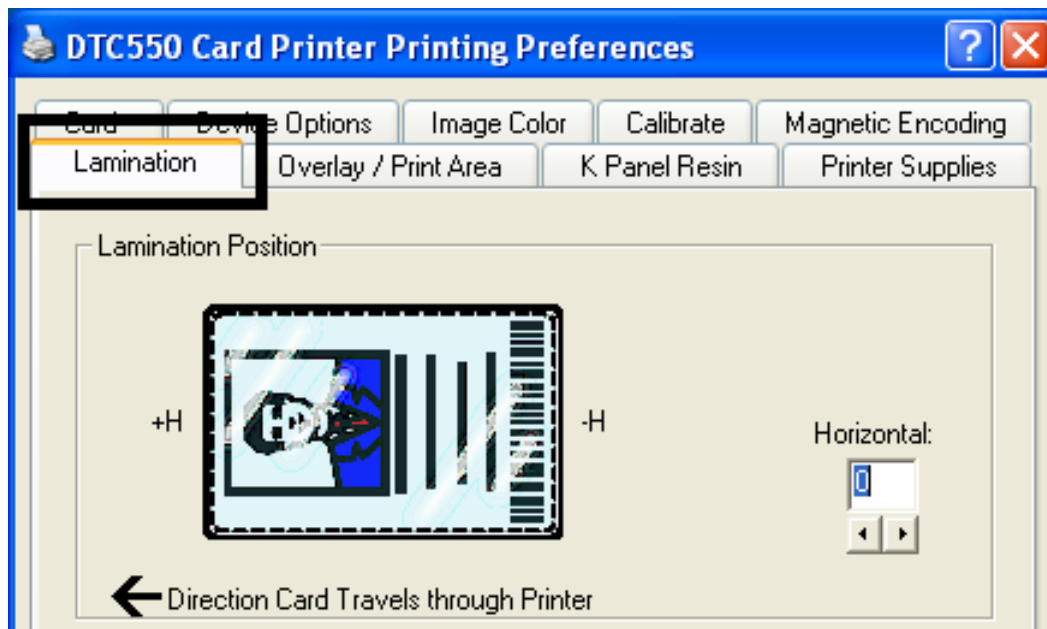 DTC550 Card Printer Printing Preferences
Card Device Options Image Color Calibrate Magnetic Encoding
Lamination Overlay / Print Area K Panel Resin Printer Supplies
Lamination Position
+H -H
Horizontal:
0
Direction Card Travels through Printer